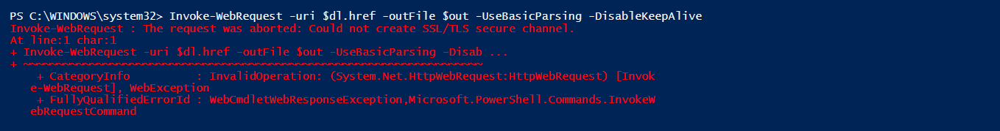 PS C:\WINDOWS\system32> Invoke-WebRequest -uri $dl.href -outFile $out -UseBasicParsing -DisableKeepAlive
Invoke-WebRequest : The request was aborted: Could not create SSL/TLS secure channel.
At line:1 char:1
+ Invoke-WebRequest -uri $dl.href -outFile $out -UseBasicParsing -Disab ...
+ ~~~~~~~~~~~~~~~~~~~~~~~~~~~~~~~~~~~~~~~~~~~~~~~~~~~~~~~~~~~~~~~~~~~~~
    + CategoryInfo          : InvalidOperation: (System.Net.HttpWebRequest:HttpWebRequest) [Invok
   e-WebRequest], WebException
    + FullyQualifiedErrorId : WebCmdletWebResponseException,Microsoft.PowerShell.Commands.InvokeW
   ebRequestCommand